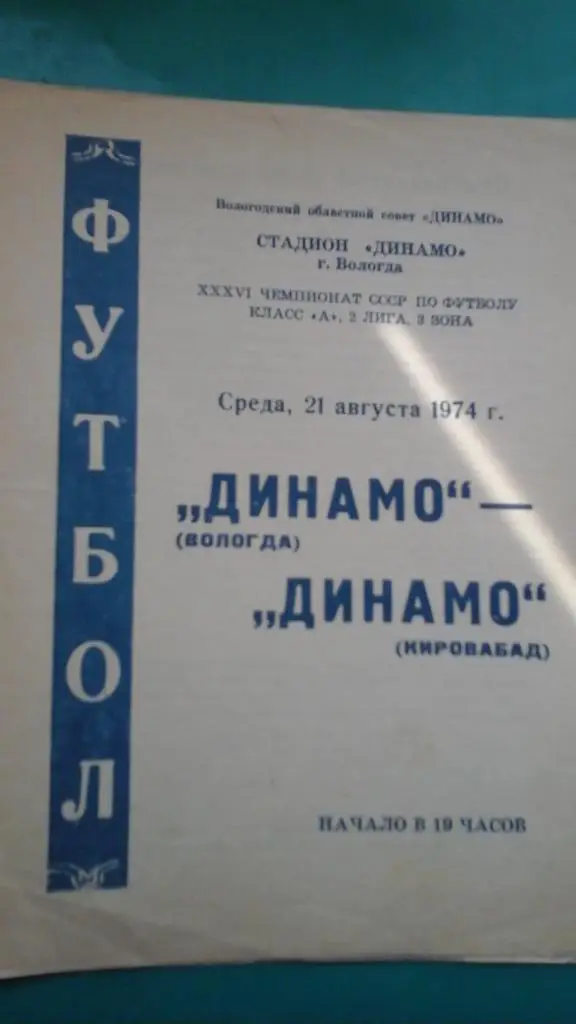 ФУТБОЛ
Вологодский областной совет «ДИНАМО»
СТАДИОН «ДИНАМО»
г. Вологда
XXXVI ЧЕМПИОНАТ СССР ПО ФУТБОЛУ
КЛАСС «А», 2 ЛИГА, 3 ЗОНА
Среда, 21 августа 1974 г.
„ДИНАМО“ —
(ВОЛОГДА)
„ДИНАМО“
(КИРОВАБАД)
НАЧАЛО В 19 ЧАСОВ